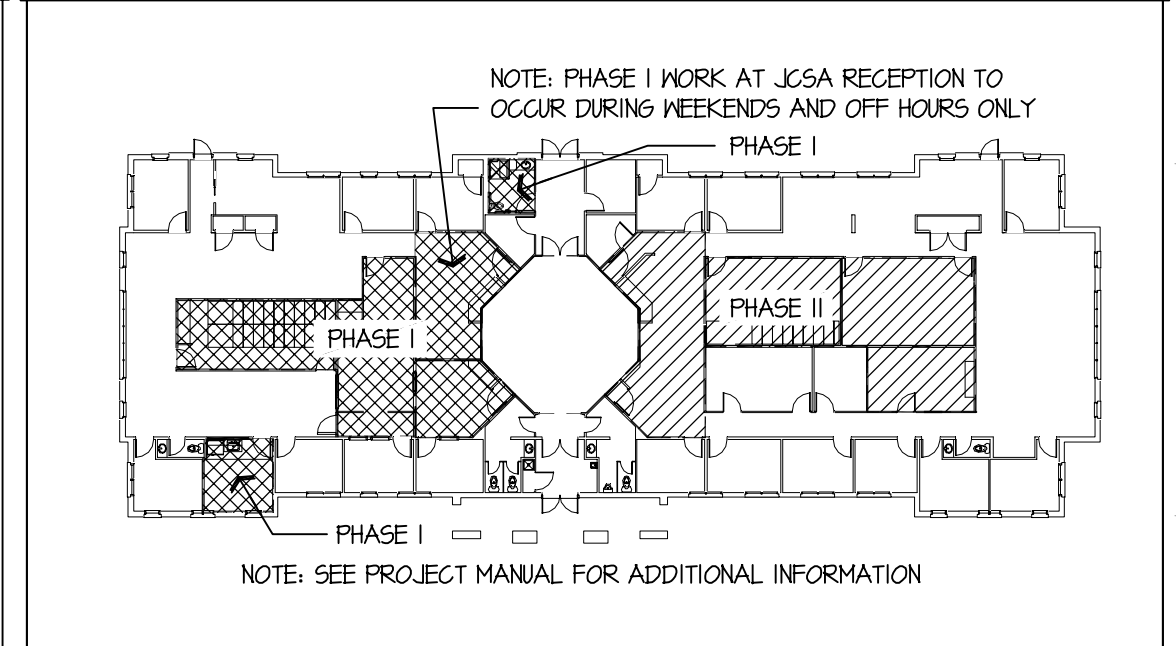 NOTE: PHASE I WORK AT JCSA RECEPTION TO
OCCUR DURING WEEKENDS AND OFF HOURS ONLY
PHASE I
PHASE II
PHASE I
PHASE I
NOTE: SEE PROJECT MANUAL FOR ADDITIONAL INFORMATION